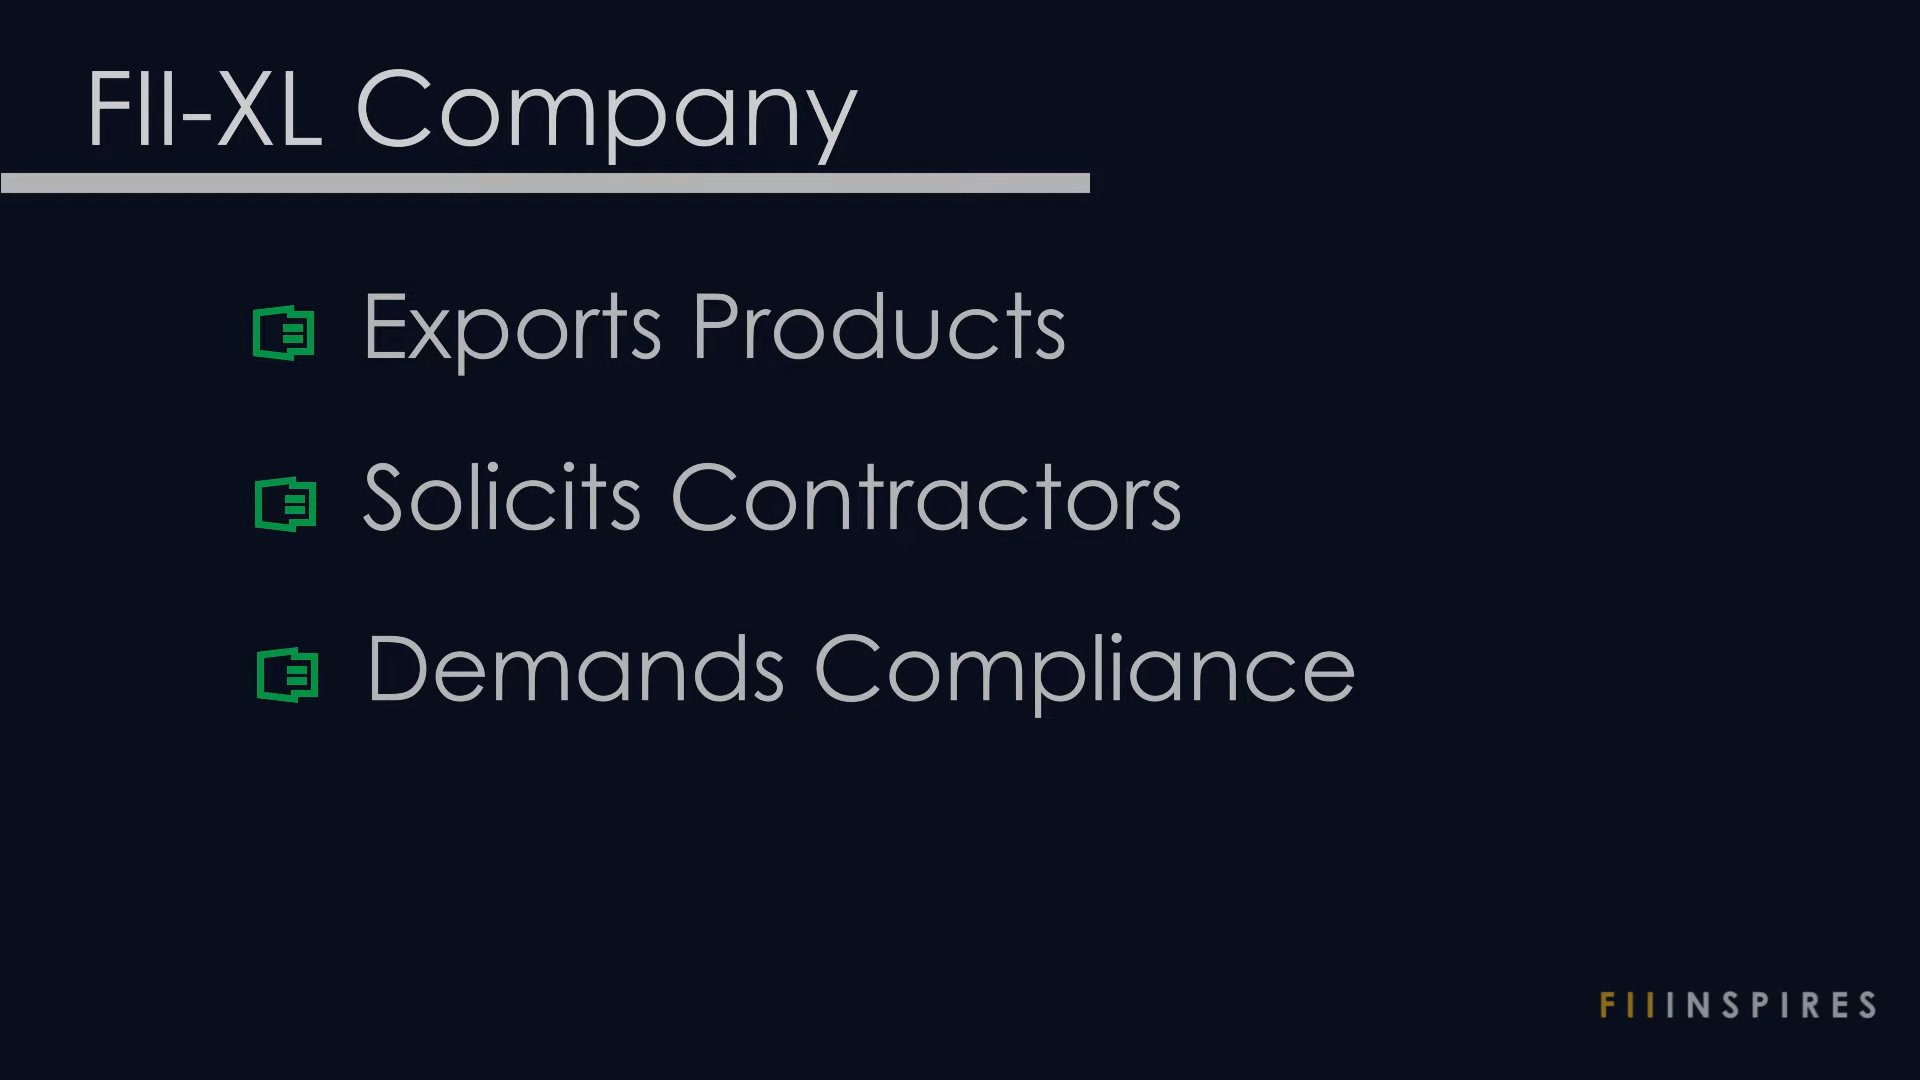 FII-XL Company
Exports Products
Solicits Contractors
Demands Compliance
FIIINSPIRES